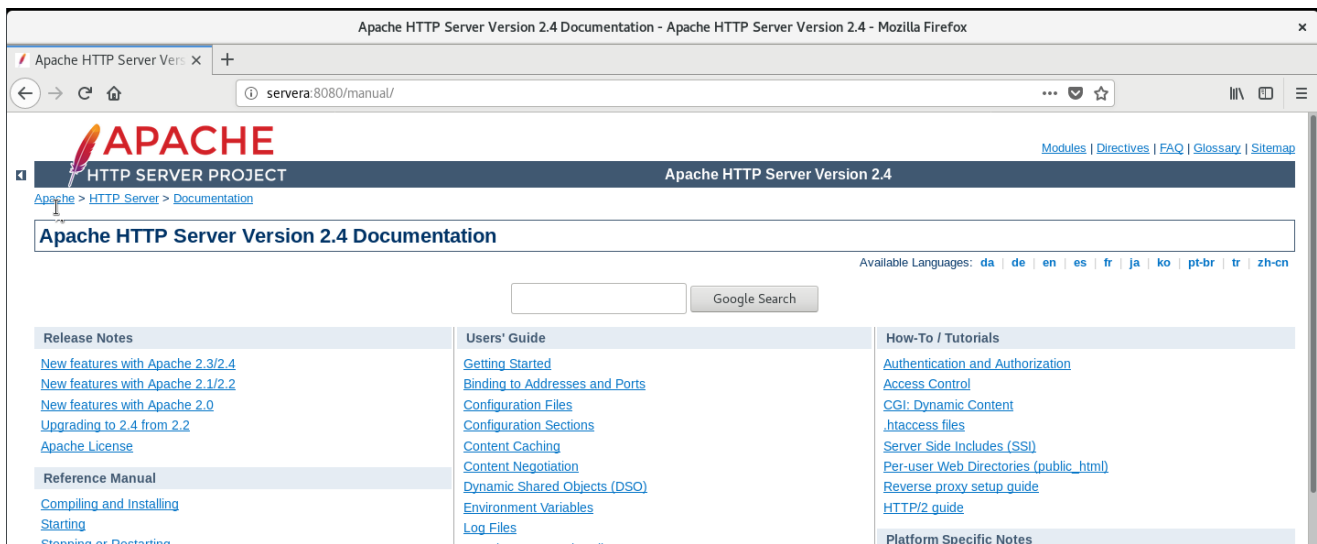 Apache HTTP Server Version 2.4 Documentation - Apache HTTP Server Version 2.4 - Mozilla Firefox
Apache HTTP Server Vers
servera:8080/manual/
APACHE
HTTP SERVER PROJECT
Modules | Directives | FAQ | Glossary | Sitemap
Apache HTTP Server Version 2.4
Apache > HTTP Server > Documentation
Apache HTTP Server Version 2.4 Documentation
Available Languages: da | de | en | es | fr | ja | ko | pt-br | tr | zh-cn
Google Search
Release Notes
New features with Apache 2.3/2.4
New features with Apache 2.1/2.2
New features with Apache 2.0
Upgrading to 2.4 from 2.2
Apache License
Reference Manual
Compiling and Installing
Starting
Stopping or Restarting
Users' Guide
Getting Started
Binding to Addresses and Ports
Configuration Files
Configuration Sections
Content Caching
Content Negotiation
Dynamic Shared Objects (DSO)
Environment Variables
Log Files
How-To / Tutorials
Authentication and Authorization
Access Control
CGI: Dynamic Content
.htaccess files
Server Side Includes (SSI)
Per-user Web Directories (public_html)
Reverse proxy setup guide
HTTP/2 guide
Platform Specific Notes